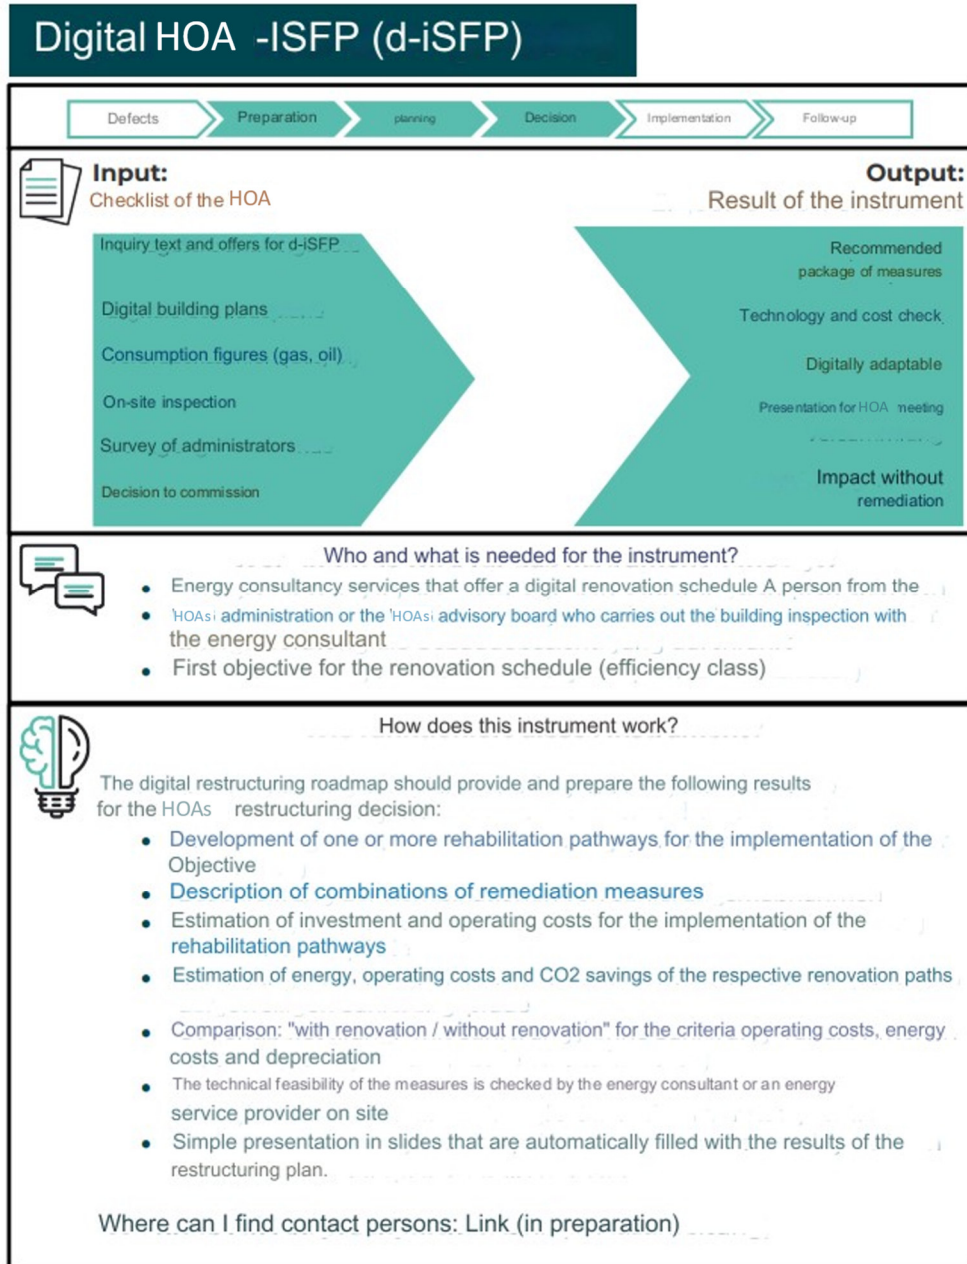 Digital HOA -ISFP (d-iSFP)
Defects
Preparation
planning
Decision
Implementation
Follow-up
Input:
Checklist of the HOA
Output:
Result of the instrument
Inquiry text and offers for d-iSFP
Digital building plans
Consumption figures (gas, oil)
On-site inspection
Survey of administrators
Decision to commission
Recommended
package of measures
Technology and cost check
Digitally adaptable
Presentation for HOA meeting
Impact without
remediation
Who and what is needed for the instrument?
• Energy consultancy services that offer a digital renovation schedule A person from the
• 'HOAsi administration or the 'HOAsi advisory board who carries out the building inspection with
the energy consultant
• First objective for the renovation schedule (efficiency class)
How does this instrument work?
The digital restructuring roadmap should provide and prepare the following results
for the HOAs restructuring decision:
• Development of one or more rehabilitation pathways for the implementation of the
Objective
• Description of combinations of remediation measures
• Estimation of investment and operating costs for the implementation of the
rehabilitation pathways
• Estimation of energy, operating costs and CO2 savings of the respective renovation paths
• Comparison: "with renovation / without renovation" for the criteria operating costs, energy
costs and depreciation
• The technical feasibility of the measures is checked by the energy consultant or an energy
service provider on site
• Simple presentation in slides that are automatically filled with the results of the
restructuring plan.
Where can I find contact persons: Link (in preparation)